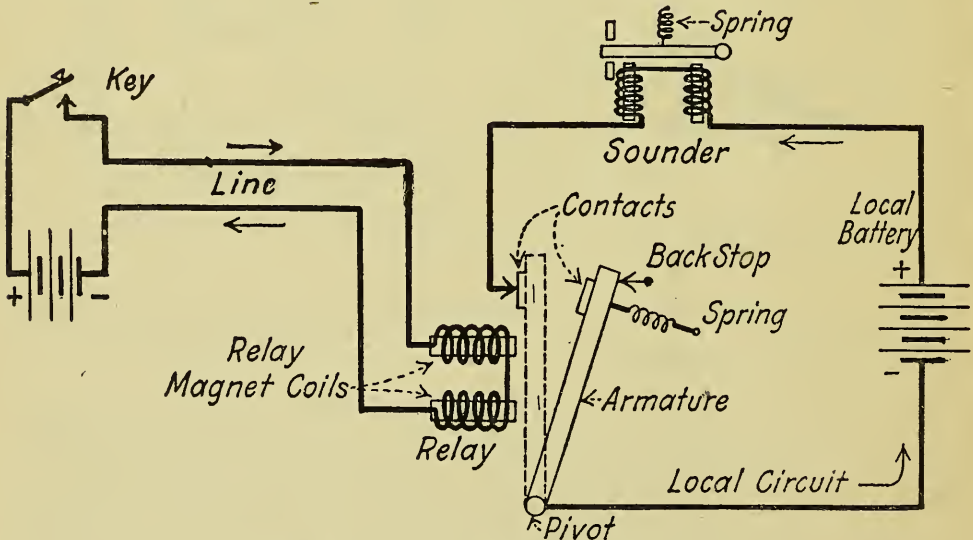 Spring
Key
Sounder
Line
Contacts
Local
Battery
+
Back Stop
+ -
Spring
Relay
Magnet Coils
-
Armature
Relay
Local Circuit
Pivot